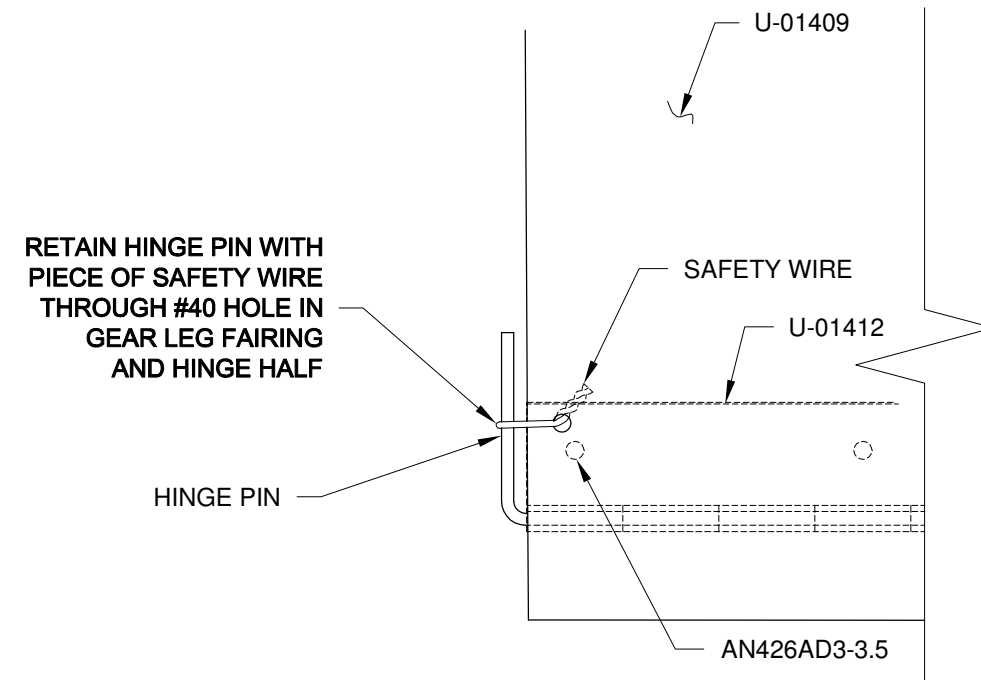 U-01409
RETAIN HINGE PIN WITH
PIECE OF SAFETY WIRE
THROUGH #40 HOLE IN
GEAR LEG FAIRING
AND HINGE HALF
SAFETY WIRE
U-01412
HINGE PIN
AN426AD3-3.5